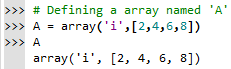 >>> # Defining a array named 'A'
>>> A = array('i',[2,4,6,8])
>>> A
array('i', [2, 4, 6, 8])